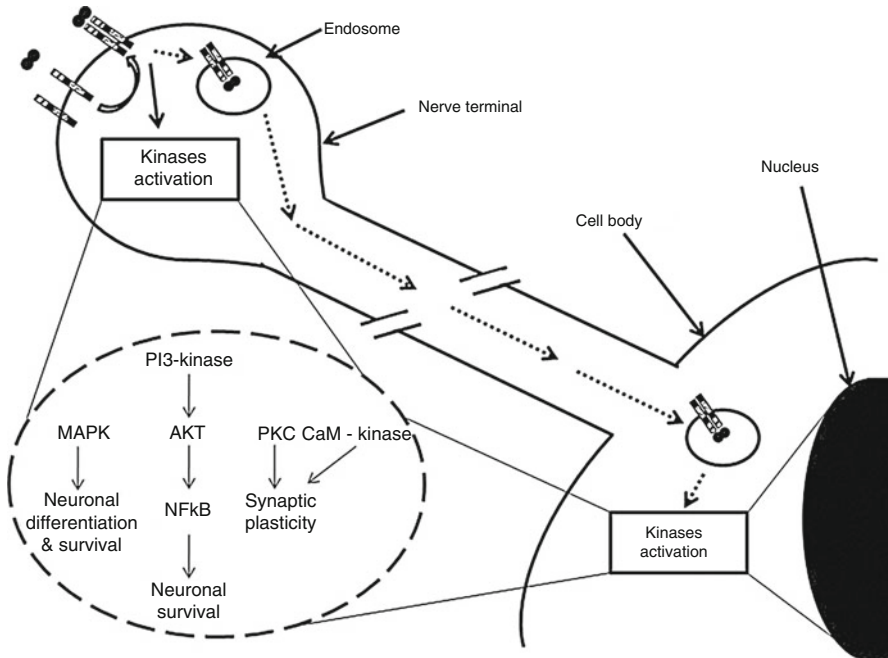 Endosome
Nerve terminal
Kinases
activation
Nucleus
Cell body
PI3-kinase
MAPK
AKT
PKC CaM - kinase
Neuronal
differentiation
& survival
NFkB
Synaptic
plasticity
Neuronal
survival
Kinases
activation